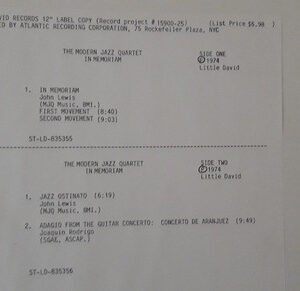 VID RECORDS 12" LABEL COPY (Record project #15900-25) (List Price $6.98 )
ED BY ATLANTIC RECORDING CORPORATION, 75 Rockefeller Plaza, NYC
THE MODERN JAZZ QUARTET
IN MEMORIAM
SIDE ONE
Ⓟ 1974
Little David
1. IN MEMORIAM
John Lewis
(MJQ Music, BMI.)
FIRST MOVEMENT (8:40)
SECOND MOVEMENT (9:03)
ST-LD-835355
THE MODERN JAZZ QUARTET
IN MEMORIAM
SIDE TWO
Ⓟ 1974
Little David
1. JAZZ OSTINATO (6:19)
John Lewis
(MJQ Music, BMI.)
2. ADAGIO FROM THE GUITAR CONCERTO: CONCERTO DE ARANJUEZ (9:49)
Joaquin Rodrigo
(SGAE, ASCAP.)
ST-LD-835356